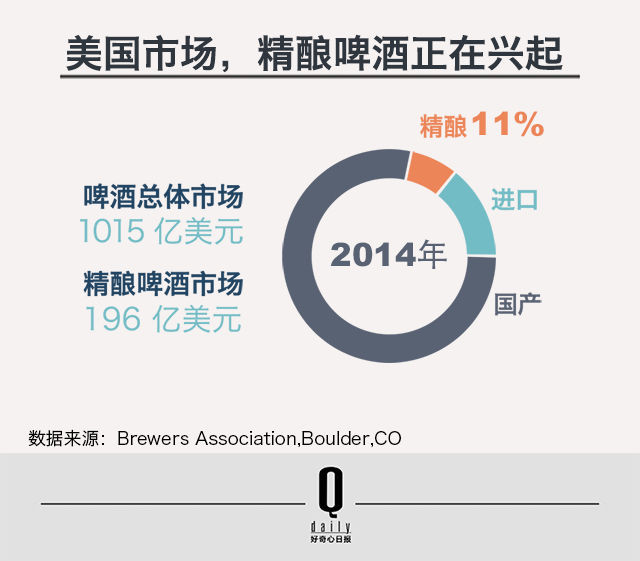 美国市场，精酿啤酒正在兴起
精酿11%
啤酒总体市场
1015 亿美元
精酿啤酒市场
196 亿美元
2014年
进口
国产
数据来源：Brewers Association,Boulder,CO
Q
daily
好奇心日报